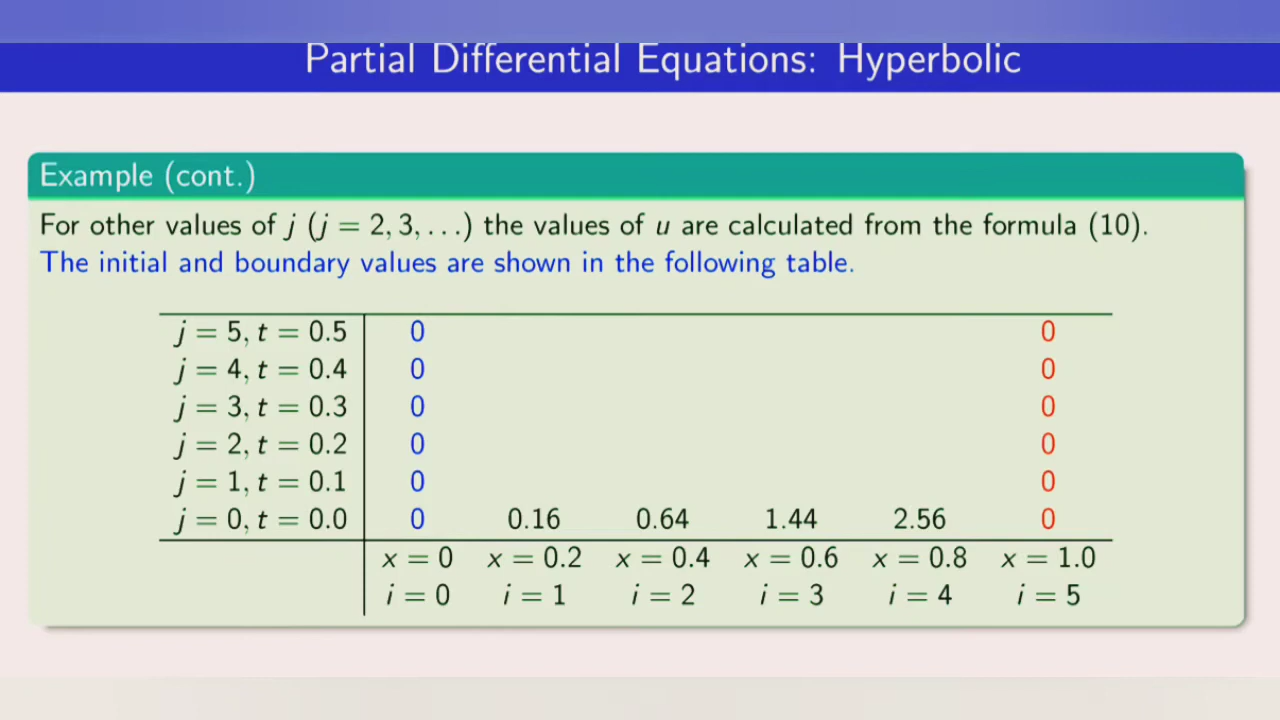 Partial Differential Equations: Hyperbolic
Example (cont.)
For other values of j (j = 2, 3, . . .) the values of u are calculated from the formula (10).
The initial and boundary values are shown in the following table.
j = 5, t = 0.5 0 0
j = 4, t = 0.4 0 0
j = 3, t = 0.3 0 0
j = 2, t = 0.2 0 0
j = 1, t = 0.1 0 0
j = 0, t = 0.0 0 0.16 0.64 1.44 2.56 0
x = 0 x = 0.2 x = 0.4 x = 0.6 x = 0.8 x = 1.0
i = 0 i = 1 i = 2 i = 3 i = 4 i = 5